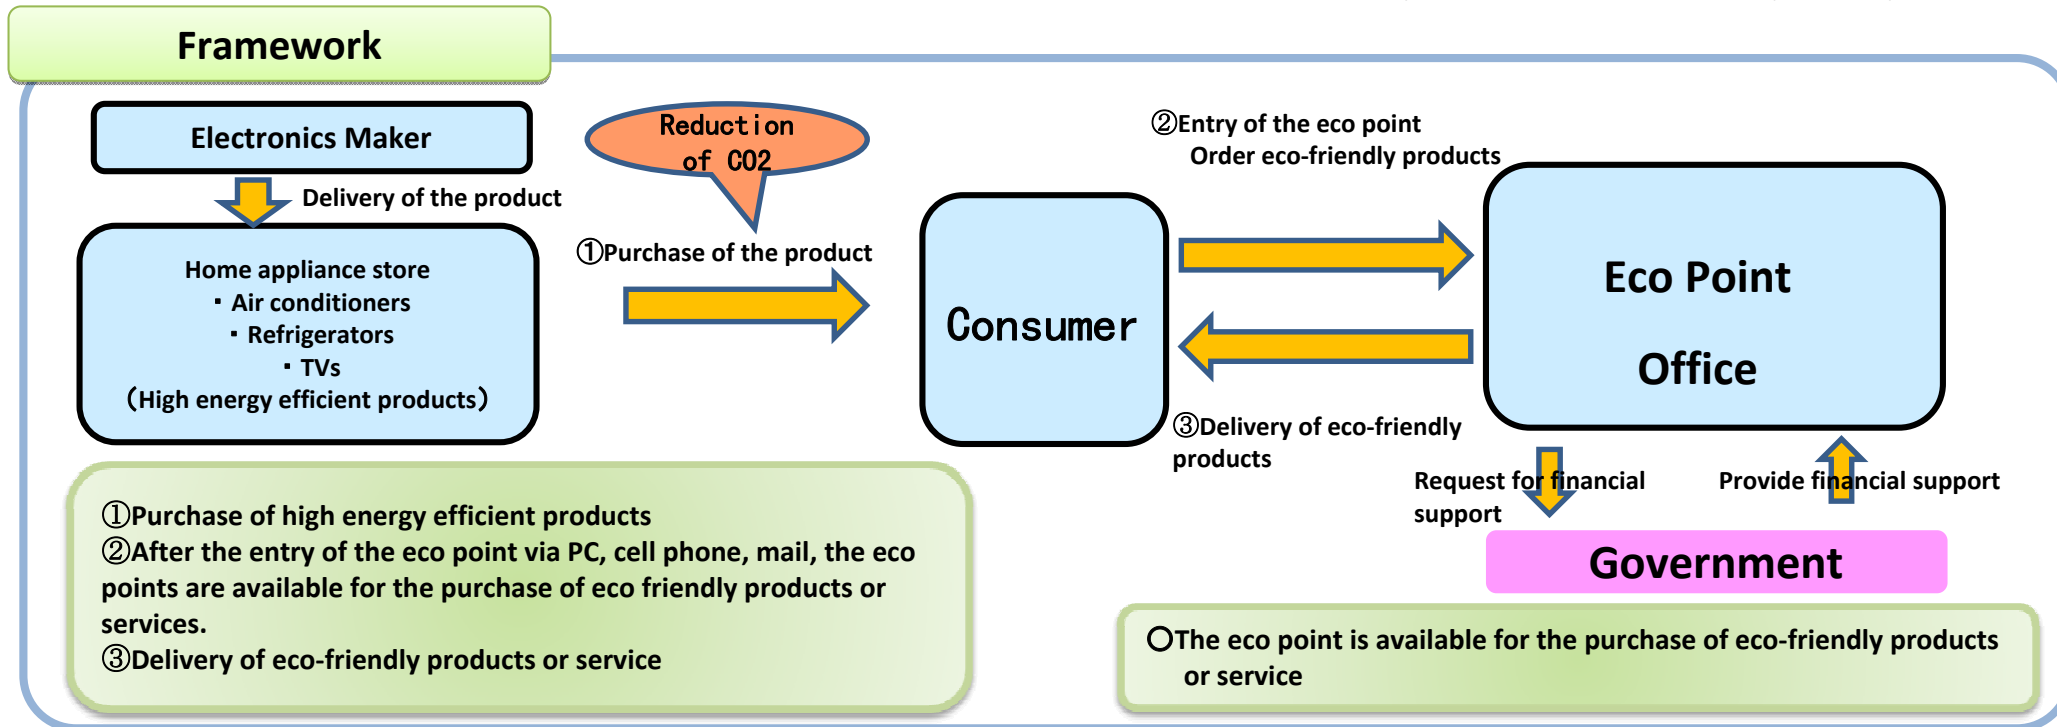 Framework
Electronics Maker
Delivery of the product
Home appliance store
・Air conditioners
・Refrigerators
・TVs
（High energy efficient products）
Reduction
of CO2
①Purchase of the product
Consumer
②Entry of the eco point
Order eco-friendly products
Eco Point
Office
③Delivery of eco-friendly
products
Request for financial
support
Provide financial support
Government
①Purchase of high energy efficient products
②After the entry of the eco point via PC, cell phone, mail, the eco
points are available for the purchase of eco friendly products or
services.
③Delivery of eco-friendly products or service
○The eco point is available for the purchase of eco-friendly products
or service